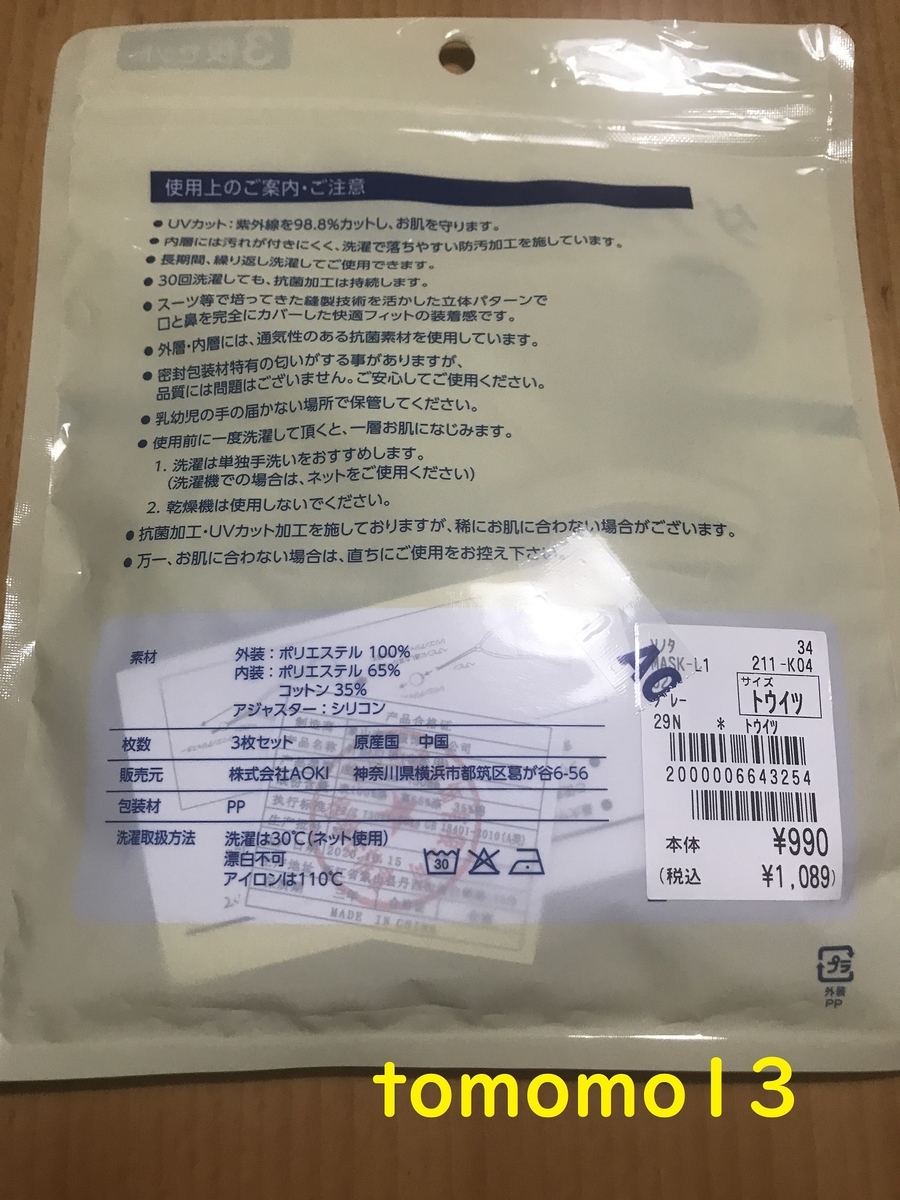 3枚セット
使用上のご案内・ご注意
● UVカット：紫外線を98.8%カットし、お肌を守ります。
● 内層には汚れが付きにくく、洗濯で落ちやすい防汚加工を施しています。
● 長期間、繰り返し洗濯してご使用できます。
● 30回洗濯しても、抗菌加工は持続します。
● スーツ等で培ってきた縫製技術を活かした立体パターンで
口と鼻を完全にカバーした快適フィットの装着感です。
● 外層・内層には、通気性のある抗菌素材を使用しています。
● 密封包装材特有の匂いがする事がありますが、
品質には問題はございません。ご安心してご使用ください。
● 乳幼児の手の届かない場所で保管してください。
● 使用前に一度洗濯して頂くと、一層お肌になじみます。
1. 洗濯は単独手洗いをおすすめします。
(洗濯機での場合は、ネットをご使用ください)
2. 乾燥機は使用しないでください。
● 抗菌加工・UVカット加工を施しておりますが、稀にお肌に合わない場合がございます。
● 万一、お肌に合わない場合は、直ちにご使用をお控え下さい。
素材 外装：ポリエステル 100%
内装：ポリエステル 65%
コットン 35%
アジャスター：シリコン
枚数 3枚セット 原産国 中国
販売元 株式会社AOKI 神奈川県横浜市都筑区葛が谷6-56
包装材 PP
洗濯取扱方法 洗濯は30℃(ネット使用)
漂白不可
アイロンは110℃
30
产品合格证
MADE IN CHINA
ソノタ 34
MASK-L1 211-K04
グレー
サイズ
トウイツ
29N * トウイツ
2000006643254
本体 ¥990
(税込 ¥1,089)
プラ
外装
PP
tomomo13